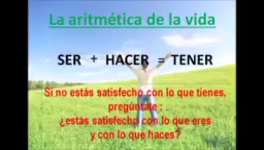 La aritmética de la vida
SER + HACER = TENER
Si no estás satisfecho con lo que tienes,
pregúntate :
¿estás satisfecho con lo que eres
y con lo que haces?